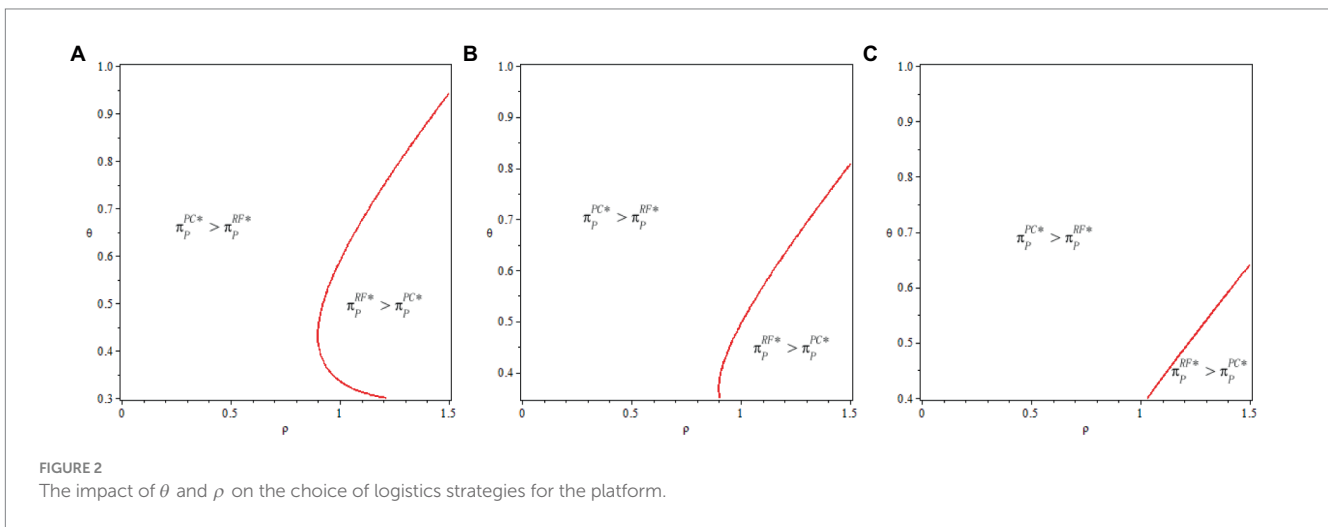 A
B
C
θ
1.0
0.9
0.8
0.7
0.6
0.5
0.4
0.3
0
0.5
1
1.5
ρ
π_P^{PC*} > π_P^{RF*}
π_P^{RF*} > π_P^{PC*}
θ
1.0
0.9
0.8
0.7
0.6
0.5
0.4
0
0.5
1
1.5
ρ
π_P^{PC*} > π_P^{RF*}
π_P^{RF*} > π_P^{PC*}
θ
1.0
0.9
0.8
0.7
0.6
0.5
0.4
0
0.5
1
1.5
ρ
π_P^{PC*} > π_P^{RF*}
π_P^{RF*} > π_P^{PC*}
FIGURE 2
The impact of θ and ρ on the choice of logistics strategies for the platform.